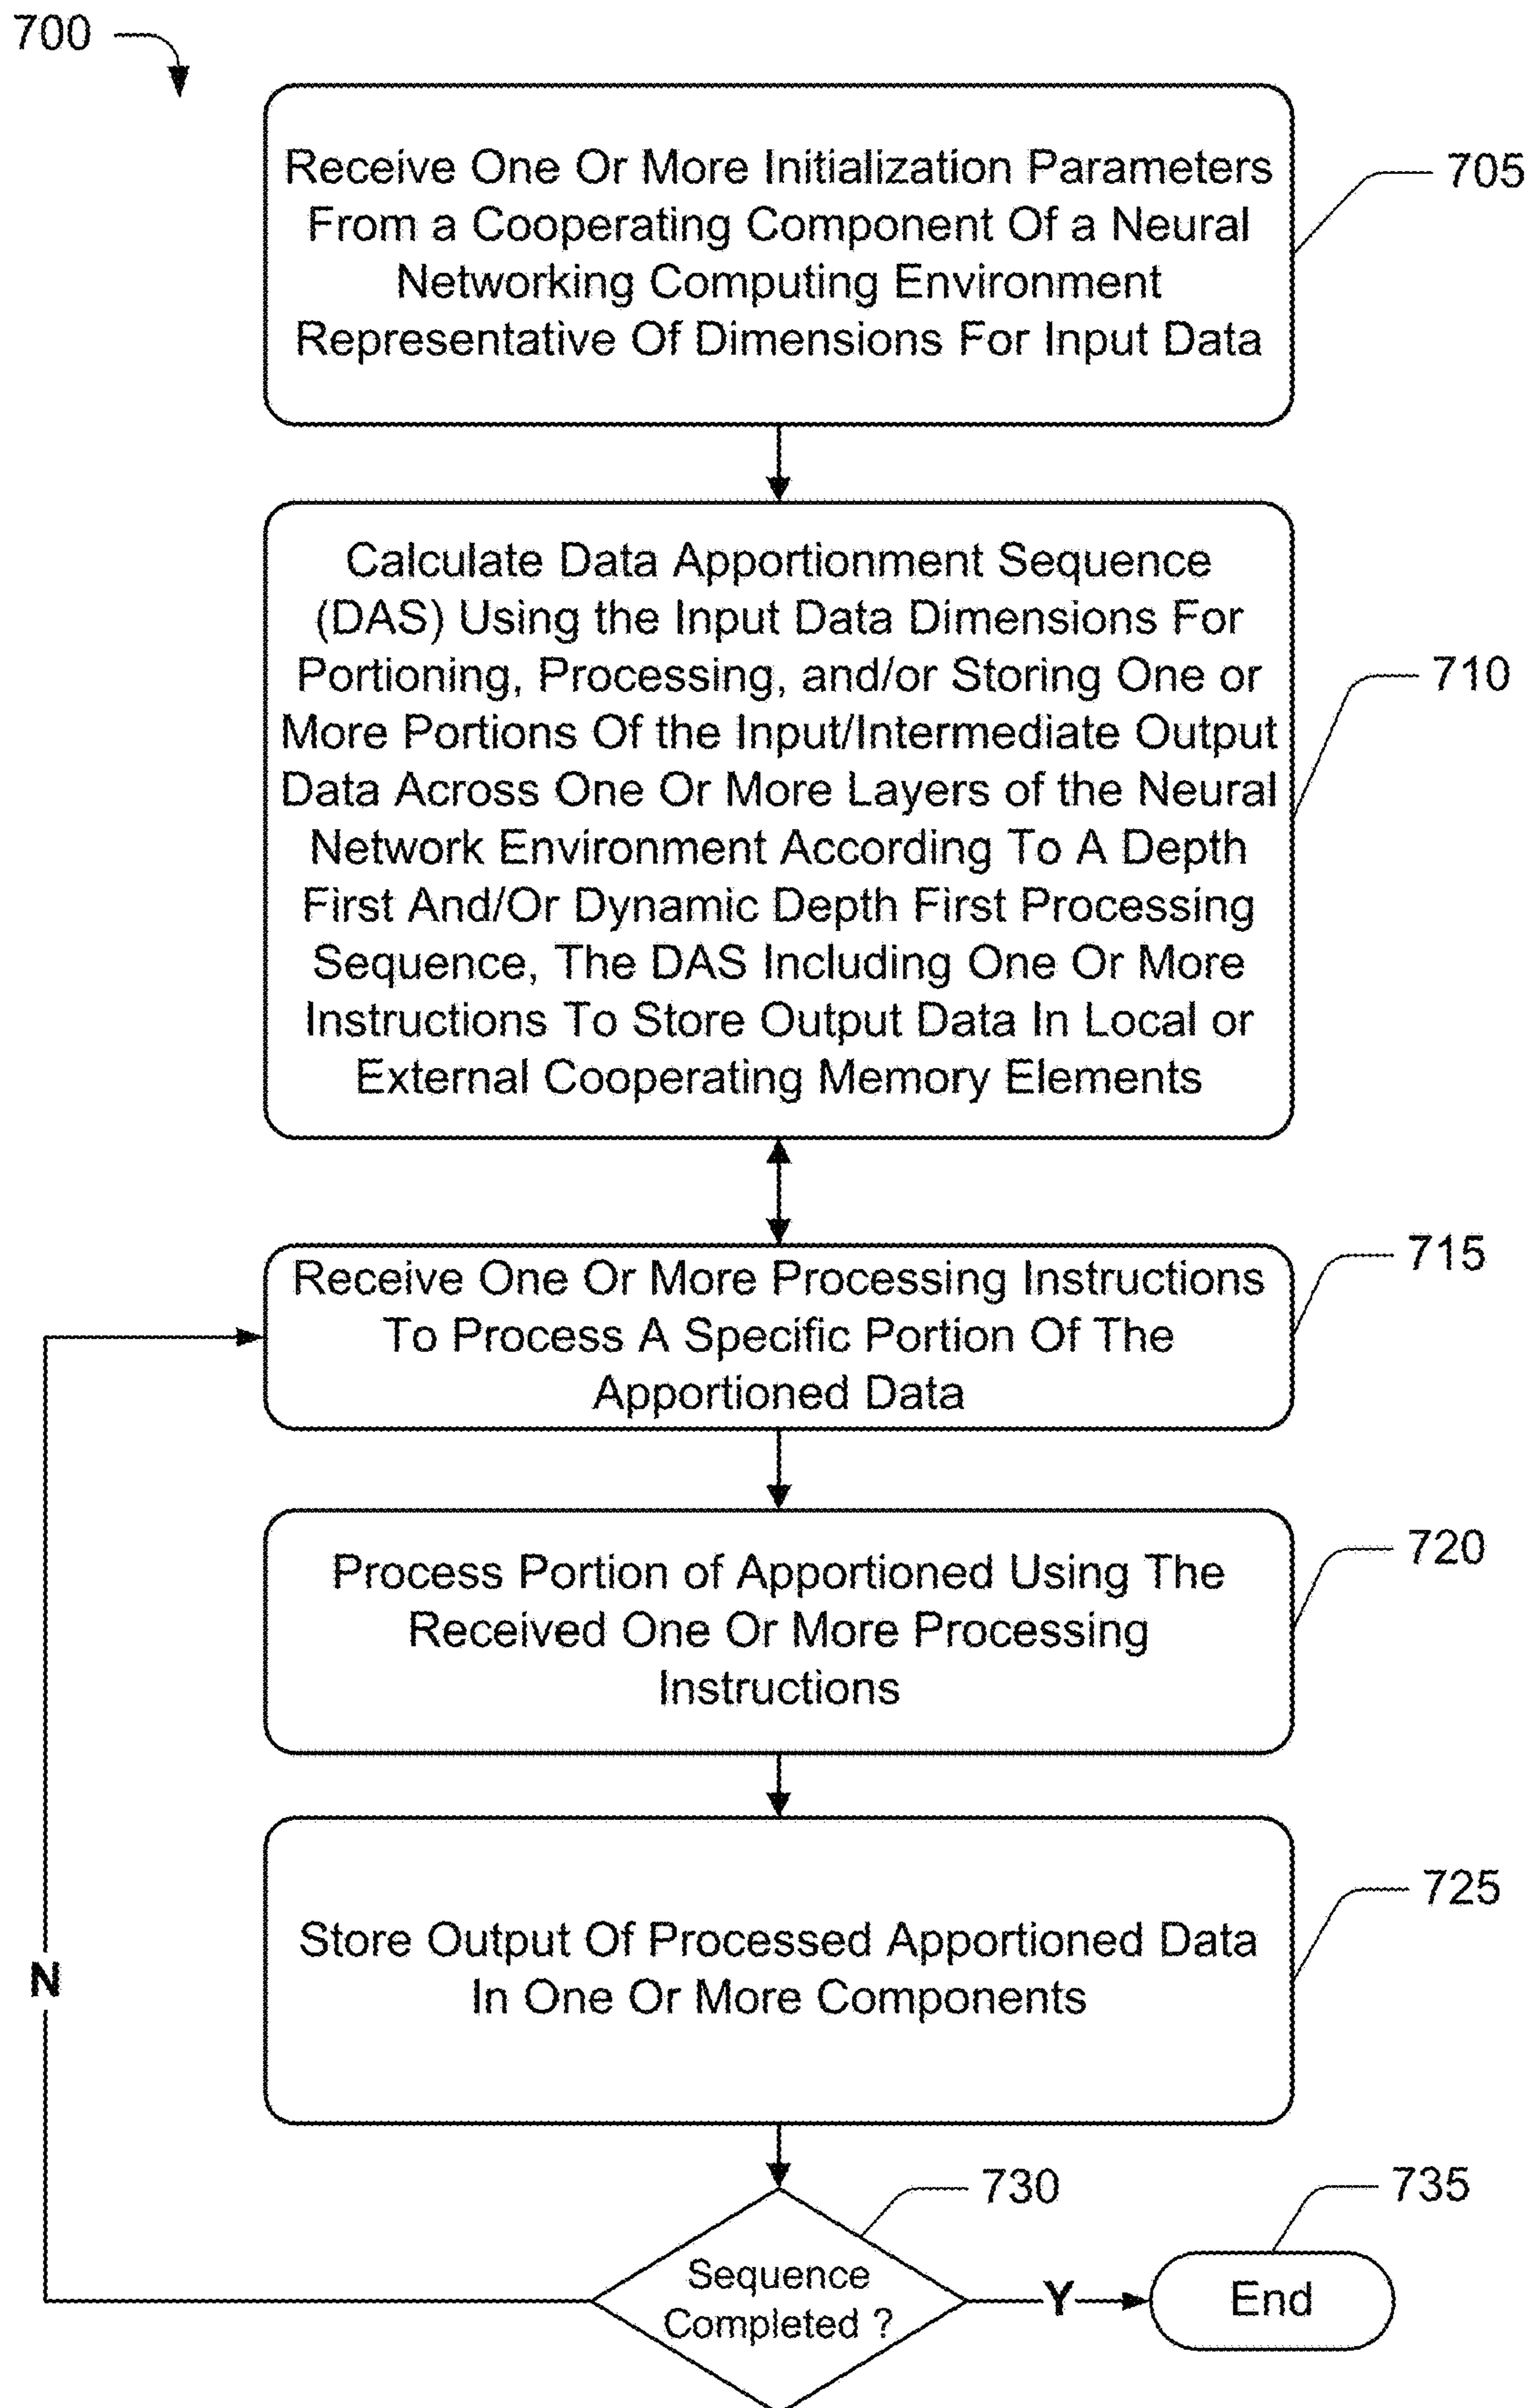 700
Receive One Or More Initialization Parameters
From a Cooperating Component Of a Neural
Networking Computing Environment
Representative Of Dimensions For Input Data
705
Calculate Data Apportionment Sequence
(DAS) Using the Input Data Dimensions For
Portioning, Processing, and/or Storing One or
More Portions Of the Input/Intermediate Output
Data Across One Or More Layers of the Neural
Network Environment According To A Depth
First And/Or Dynamic Depth First Processing
Sequence, The DAS Including One Or More
Instructions To Store Output Data In Local or
External Cooperating Memory Elements
710
Receive One Or More Processing Instructions
To Process A Specific Portion Of The
Apportioned Data
715
Process Portion of Apportioned Using The
Received One Or More Processing
Instructions
720
Store Output Of Processed Apportioned Data
In One Or More Components
725
N
Sequence
Completed ?
730
Y
End
735